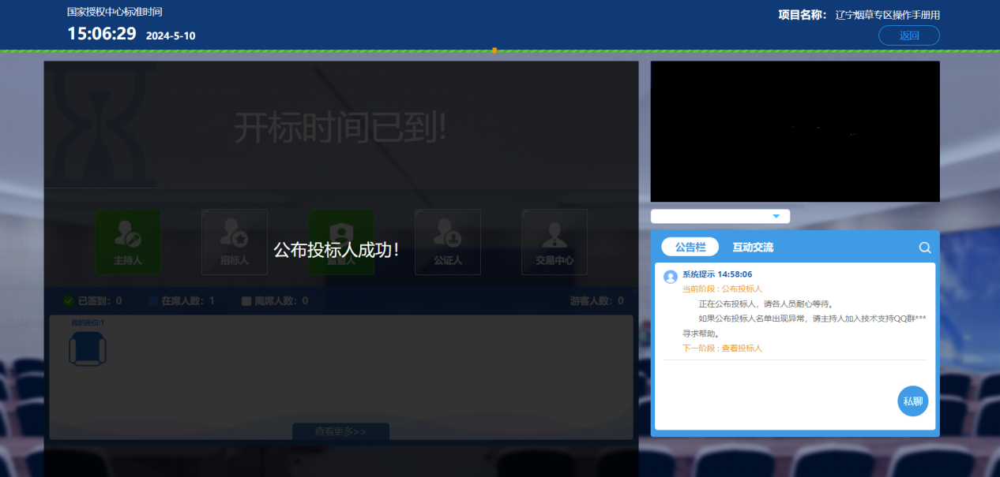 国家授权中心标准时间
15:06:29 2024-5-10
项目名称： 辽宁烟草专区操作手册用
返回
开标时间已到!
主持人
招标人
公布投标人成功!
公证人
交易中心
已签到：0 在席人数：1 离席人数：0 游客人数：0
我的座位:1
查看更多>>
公告栏 互动交流
系统提示 14:58:06
当前阶段 : 公布投标人
正在公布投标人，请各人员耐心等待。
如果公布投标人名单出现异常，请主持人加入技术支持QQ群***
寻求帮助。
下一阶段 : 查看投标人
私聊